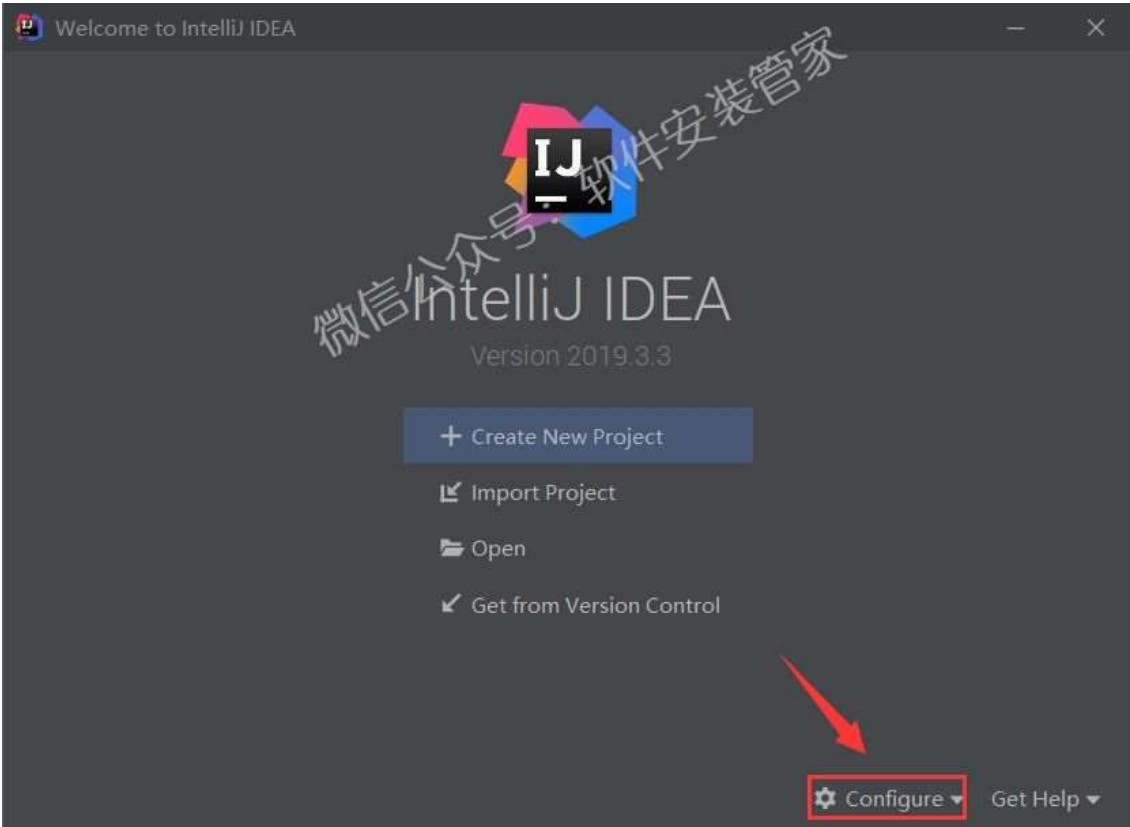 Welcome to IntelliJ IDEA
微信公众号：软件安装管家
IJ
IntelliJ IDEA
Version 2019.3.3
Create New Project
Import Project
Open
Get from Version Control
Configure
Get Help